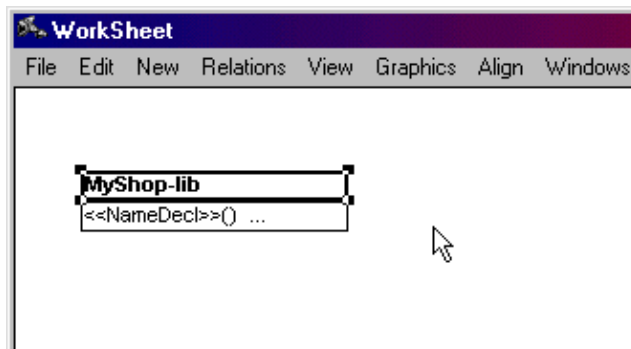 WorkSheet
File Edit New Relations View Graphics Align Windows
MyShop-lib
<<NameDecl>>() ...